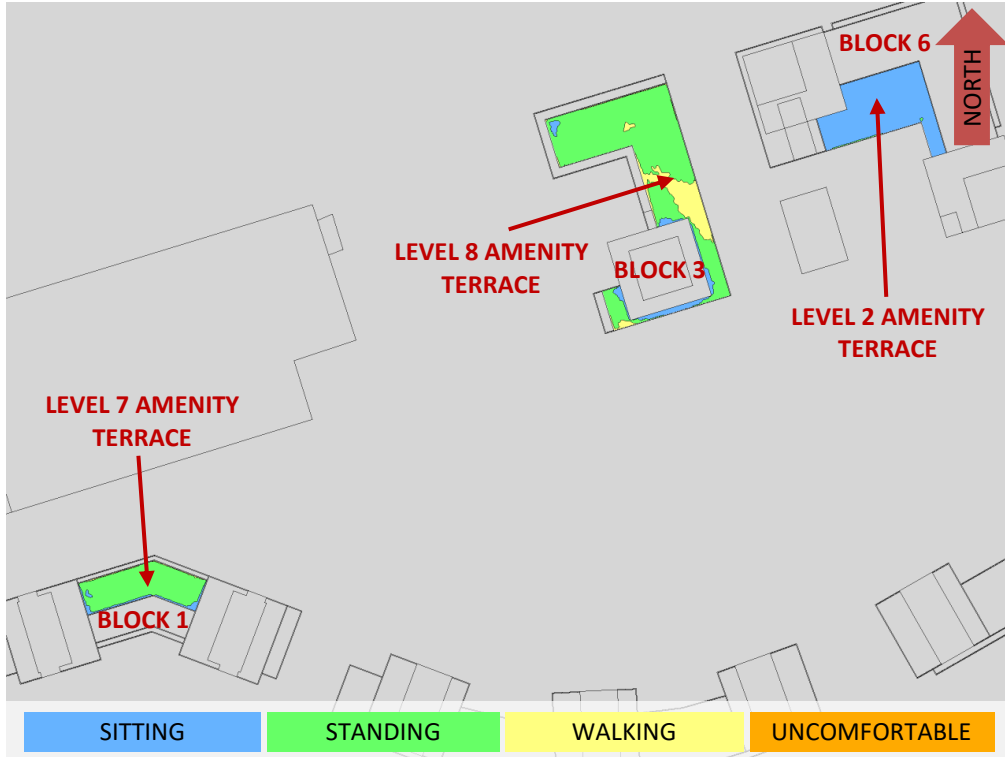 BLOCK 6
NORTH
LEVEL 8 AMENITY
TERRACE
BLOCK 3
LEVEL 2 AMENITY
TERRACE
LEVEL 7 AMENITY
TERRACE
BLOCK 1
SITTING
STANDING
WALKING
UNCOMFORTABLE